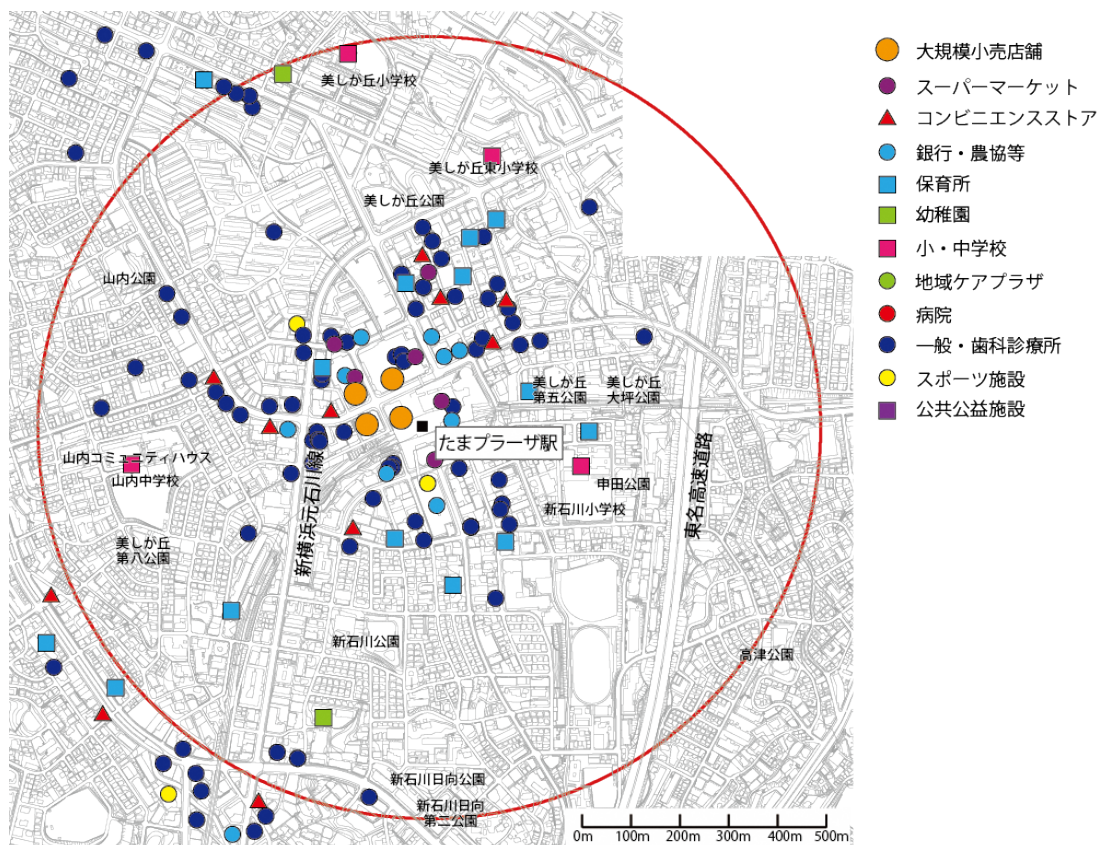 美しが丘小学校
美しが丘東小学校
美しが丘公園
山内公園
美しが丘
第五公園
美しが丘
大坪公園
たまプラーザ駅
山内コミュニティハウス
山内中学校
申田公園
新石川小学校
東名高速道路
新横浜元石川線
美しが丘
第八公園
新石川公園
高津公園
新石川日向公園
新石川日向
第二公園
0m 100m 200m 300m 400m 500m
大規模小売店舗
スーパーマーケット
コンビニエンスストア
銀行・農協等
保育所
幼稚園
小・中学校
地域ケアプラザ
病院
一般・歯科診療所
スポーツ施設
公共公益施設